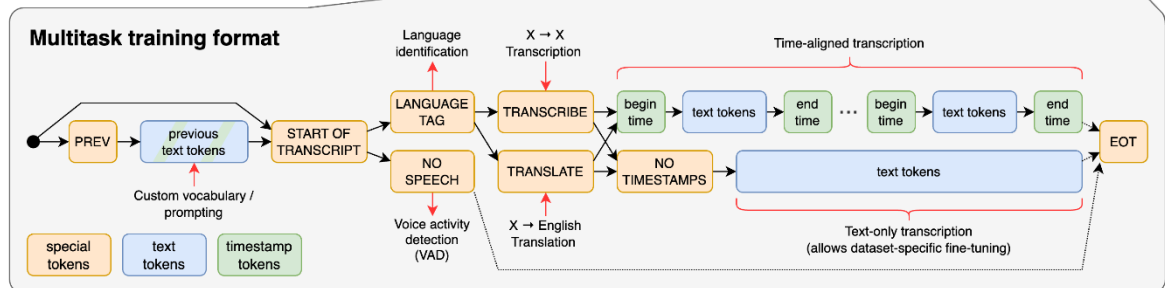 Multitask training format
Language
identification
X → X
Transcription
Time-aligned transcription
PREV
previous
text tokens
START OF
TRANSCRIPT
LANGUAGE
TAG
NO
SPEECH
TRANSCRIBE
TRANSLATE
begin
time
text tokens
end
time
...
begin
time
text tokens
end
time
NO
TIMESTAMPS
text tokens
EOT
Custom vocabulary /
prompting
Voice activity
detection
(VAD)
X → English
Translation
Text-only transcription
(allows dataset-specific fine-tuning)
special
tokens
text
tokens
timestamp
tokens